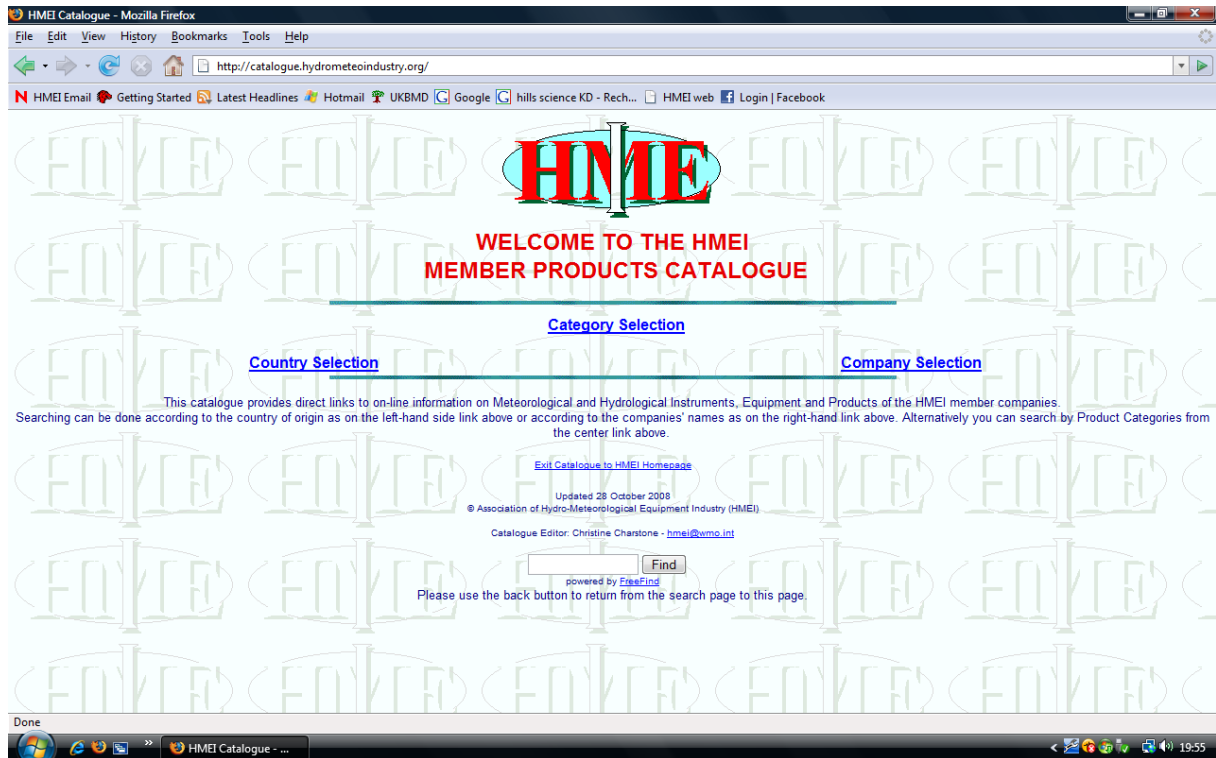 HMEI Catalogue - Mozilla Firefox
File Edit View History Bookmarks Tools Help
http://catalogue.hydrometeoindustry.org/
HMEI Email Getting Started Latest Headlines Hotmail UKBMD Google hills science KD - Rech... HMEI web Login | Facebook
HMEI
WELCOME TO THE HMEI
MEMBER PRODUCTS CATALOGUE
Category Selection
Country Selection Company Selection
This catalogue provides direct links to on-line information on Meteorological and Hydrological Instruments, Equipment and Products of the HMEI member companies.
Searching can be done according to the country of origin as on the left-hand side link above or according to the companies' names as on the right-hand link above. Alternatively you can search by Product Categories from
the center link above.
Exit Catalogue to HMEI Homepage
Updated 28 October 2008
© Association of Hydro-Meteorological Equipment Industry (HMEI)
Catalogue Editor: Christine Charstone - hmei@wmo.int
Find
powered by FreeFind
Please use the back button to return from the search page to this page.
Done
HMEI Catalogue - ... 19:55